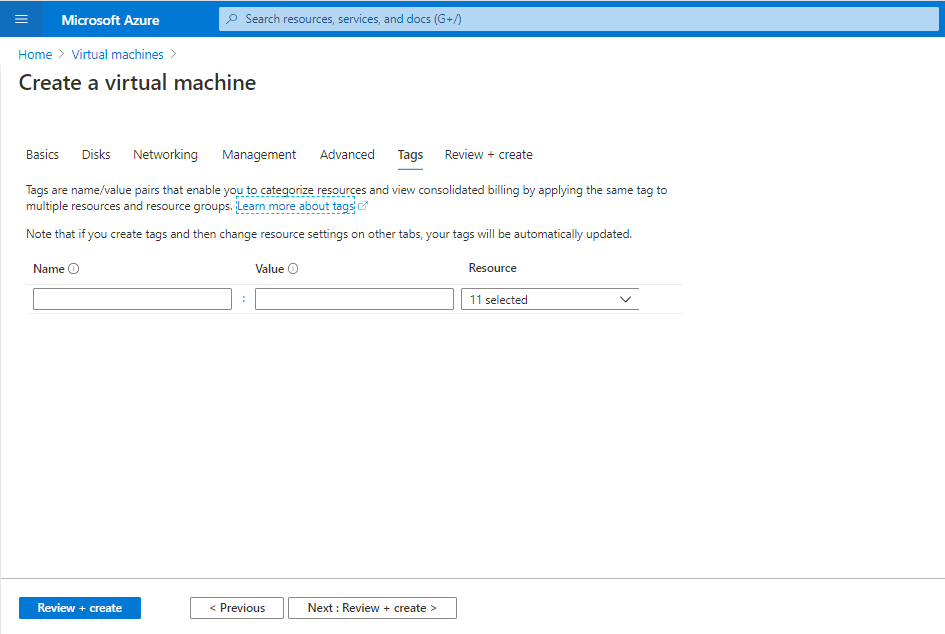 Microsoft Azure
Search resources, services, and docs (G+/)
Home > Virtual machines >
Create a virtual machine
Basics Disks Networking Management Advanced Tags Review + create
Tags are name/value pairs that enable you to categorize resources and view consolidated billing by applying the same tag to
multiple resources and resource groups. Learn more about tags
Note that if you create tags and then change resource settings on other tabs, your tags will be automatically updated.
Name Value Resource
: 11 selected
Review + create < Previous Next : Review + create >